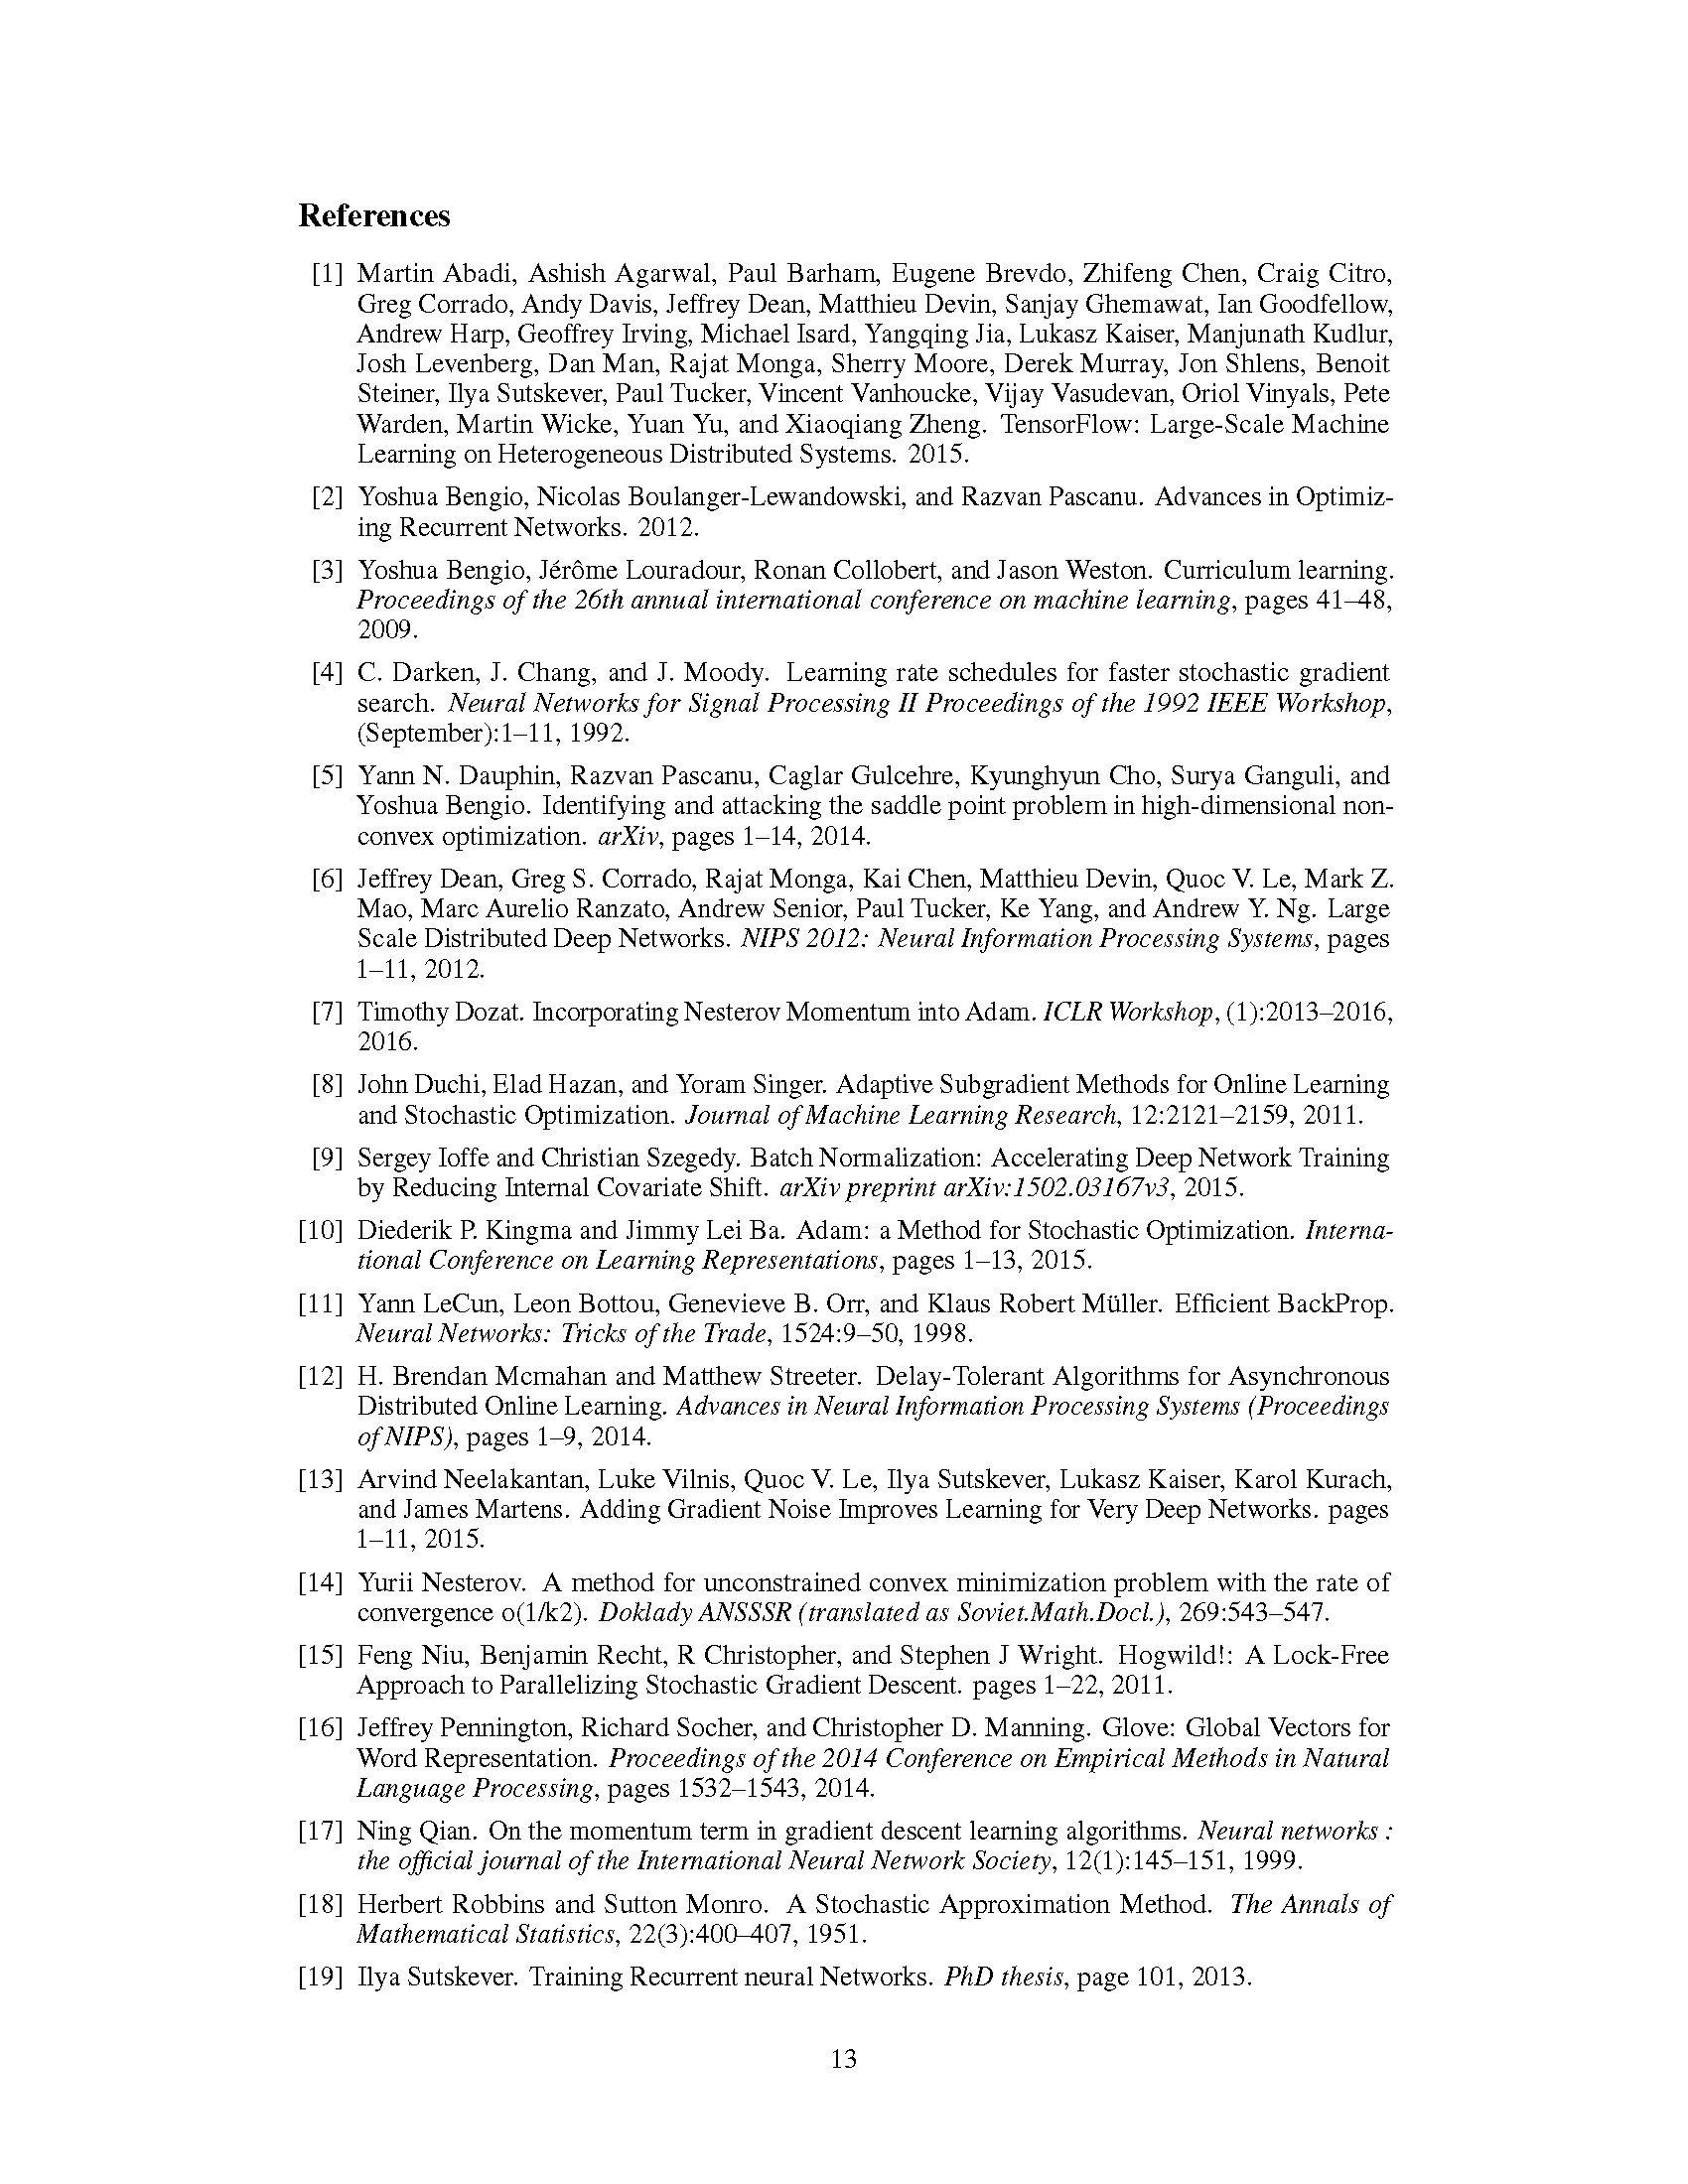 References
[1] Martin Abadi, Ashish Agarwal, Paul Barham, Eugene Brevdo, Zhifeng Chen, Craig Citro,
Greg Corrado, Andy Davis, Jeffrey Dean, Matthieu Devin, Sanjay Ghemawat, Ian Goodfellow,
Andrew Harp, Geoffrey Irving, Michael Isard, Yangqing Jia, Lukasz Kaiser, Manjunath Kudlur,
Josh Levenberg, Dan Man, Rajat Monga, Sherry Moore, Derek Murray, Jon Shlens, Benoit
Steiner, Ilya Sutskever, Paul Tucker, Vincent Vanhoucke, Vijay Vasudevan, Oriol Vinyals, Pete
Warden, Martin Wicke, Yuan Yu, and Xiaoqiang Zheng. TensorFlow: Large-Scale Machine
Learning on Heterogeneous Distributed Systems. 2015.
[2] Yoshua Bengio, Nicolas Boulanger-Lewandowski, and Razvan Pascanu. Advances in Optimiz-
ing Recurrent Networks. 2012.
[3] Yoshua Bengio, Jérôme Louradour, Ronan Collobert, and Jason Weston. Curriculum learning.
Proceedings of the 26th annual international conference on machine learning, pages 41–48,
2009.
[4] C. Darken, J. Chang, and J. Moody. Learning rate schedules for faster stochastic gradient
search. Neural Networks for Signal Processing II Proceedings of the 1992 IEEE Workshop,
(September):1–11, 1992.
[5] Yann N. Dauphin, Razvan Pascanu, Caglar Gulcehre, Kyunghyun Cho, Surya Ganguli, and
Yoshua Bengio. Identifying and attacking the saddle point problem in high-dimensional non-
convex optimization. arXiv, pages 1–14, 2014.
[6] Jeffrey Dean, Greg S. Corrado, Rajat Monga, Kai Chen, Matthieu Devin, Quoc V. Le, Mark Z.
Mao, Marc Aurelio Ranzato, Andrew Senior, Paul Tucker, Ke Yang, and Andrew Y. Ng. Large
Scale Distributed Deep Networks. NIPS 2012: Neural Information Processing Systems, pages
1–11, 2012.
[7] Timothy Dozat. Incorporating Nesterov Momentum into Adam. ICLR Workshop, (1):2013–2016,
2016.
[8] John Duchi, Elad Hazan, and Yoram Singer. Adaptive Subgradient Methods for Online Learning
and Stochastic Optimization. Journal of Machine Learning Research, 12:2121–2159, 2011.
[9] Sergey Ioffe and Christian Szegedy. Batch Normalization: Accelerating Deep Network Training
by Reducing Internal Covariate Shift. arXiv preprint arXiv:1502.03167v3, 2015.
[10] Diederik P. Kingma and Jimmy Lei Ba. Adam: a Method for Stochastic Optimization. Interna-
tional Conference on Learning Representations, pages 1–13, 2015.
[11] Yann LeCun, Leon Bottou, Genevieve B. Orr, and Klaus Robert Müller. Efficient BackProp.
Neural Networks: Tricks of the Trade, 1524:9–50, 1998.
[12] H. Brendan Mcmahan and Matthew Streeter. Delay-Tolerant Algorithms for Asynchronous
Distributed Online Learning. Advances in Neural Information Processing Systems (Proceedings
of NIPS), pages 1–9, 2014.
[13] Arvind Neelakantan, Luke Vilnis, Quoc V. Le, Ilya Sutskever, Lukasz Kaiser, Karol Kurach,
and James Martens. Adding Gradient Noise Improves Learning for Very Deep Networks. pages
1–11, 2015.
[14] Yurii Nesterov. A method for unconstrained convex minimization problem with the rate of
convergence o(1/k2). Doklady ANSSSR (translated as Soviet.Math.Docl.), 269:543–547.
[15] Feng Niu, Benjamin Recht, R Christopher, and Stephen J Wright. Hogwild!: A Lock-Free
Approach to Parallelizing Stochastic Gradient Descent. pages 1–22, 2011.
[16] Jeffrey Pennington, Richard Socher, and Christopher D. Manning. Glove: Global Vectors for
Word Representation. Proceedings of the 2014 Conference on Empirical Methods in Natural
Language Processing, pages 1532–1543, 2014.
[17] Ning Qian. On the momentum term in gradient descent learning algorithms. Neural networks :
the official journal of the International Neural Network Society, 12(1):145–151, 1999.
[18] Herbert Robbins and Sutton Monro. A Stochastic Approximation Method. The Annals of
Mathematical Statistics, 22(3):400–407, 1951.
[19] Ilya Sutskever. Training Recurrent neural Networks. PhD thesis, page 101, 2013.
13